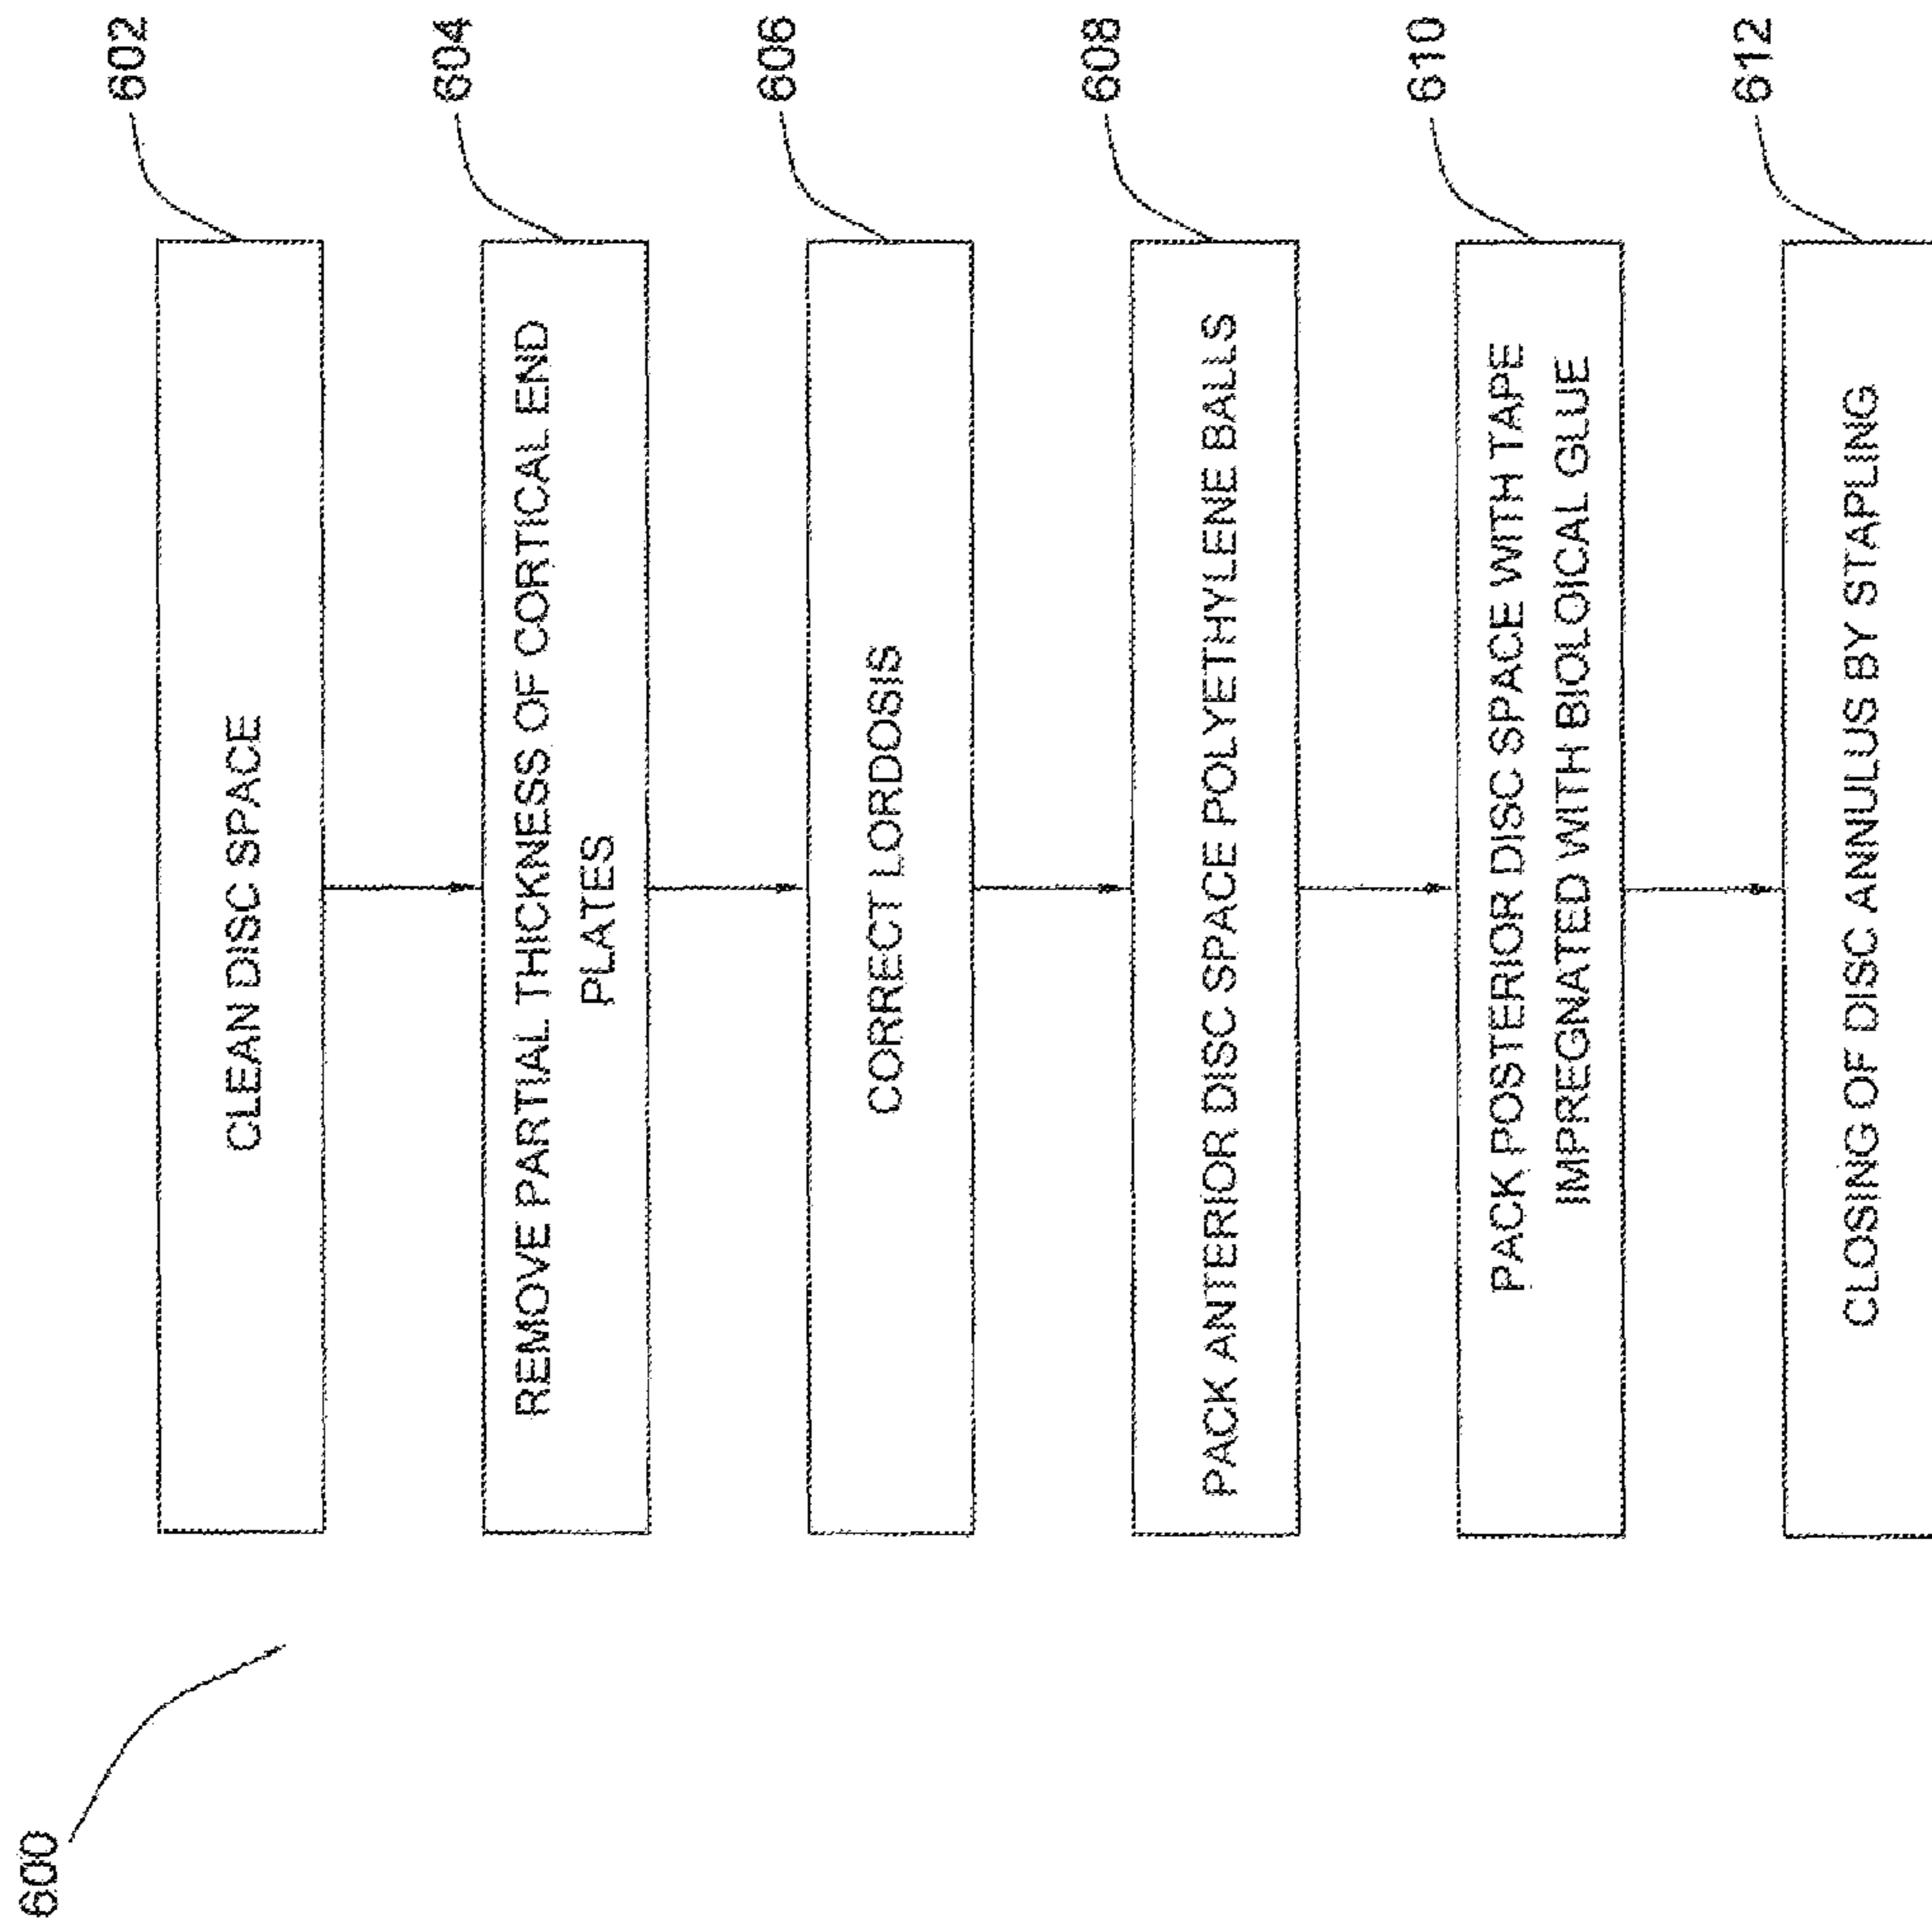 600
602
CLEAN DISC SPACE
604
REMOVE PARTIAL THICKNESS OF CORTICAL END
PLATES
606
CORRECT LORDOSIS
608
PACK ANTERIOR DISC SPACE POLYETHYLENE BALLS
610
PACK POSTERIOR DISC SPACE WITH TAPE
IMPREGNATED WITH BIOLOICAL GLUE
612
CLOSING OF DISC ANNULUS BY STAPLING